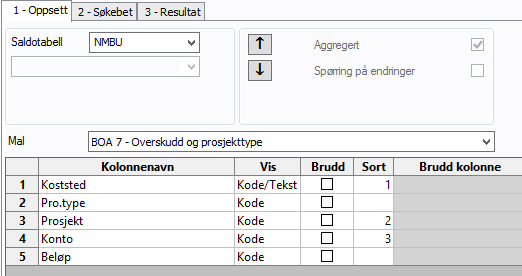 1 - Oppsett 2 - Søkebet 3 - Resultat
Saldotabell NMBU
Aggregert
Spørring på endringer
Mal BOA 7 - Overskudd og prosjekttype
Kolonnenavn Vis Brudd Sort Brudd kolonne
1 Koststed Kode/Tekst 1
2 Pro.type Kode
3 Prosjekt Kode 2
4 Konto Kode 3
5 Beløp Kode